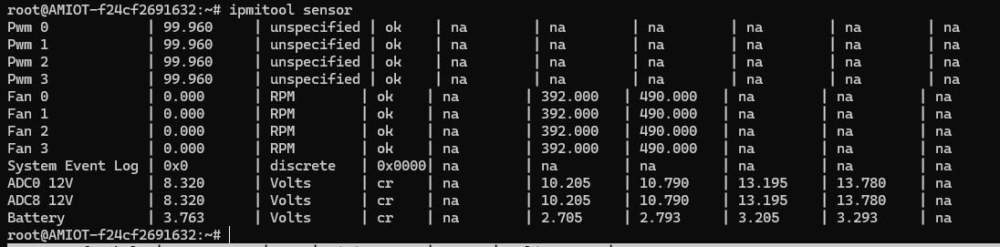 root@AMIOT-f24cf2691632:~# ipmitool sensor
Pwm 0            | 99.960     | unspecified | ok    | na        | na        | na        | na        | na        | na
Pwm 1            | 99.960     | unspecified | ok    | na        | na        | na        | na        | na        | na
Pwm 2            | 99.960     | unspecified | ok    | na        | na        | na        | na        | na        | na
Pwm 3            | 99.960     | unspecified | ok    | na        | na        | na        | na        | na        | na
Fan 0            | 0.000      | RPM        | ok    | na        | 392.000   | 490.000   | na        | na        | na
Fan 1            | 0.000      | RPM        | ok    | na        | 392.000   | 490.000   | na        | na        | na
Fan 2            | 0.000      | RPM        | ok    | na        | 392.000   | 490.000   | na        | na        | na
Fan 3            | 0.000      | RPM        | ok    | na        | 392.000   | 490.000   | na        | na        | na
System Event Log | 0x0        | discrete   | 0x0000| na        | na        | na        | na        | na        | na
ADC0 12V         | 8.320      | Volts      | cr    | na        | 10.205    | 10.790    | 13.195    | 13.780    | na
ADC8 12V         | 8.320      | Volts      | cr    | na        | 10.205    | 10.790    | 13.195    | 13.780    | na
Battery          | 3.763      | Volts      | cr    | na        | 2.705     | 2.793     | 3.205     | 3.293     | na
root@AMIOT-f24cf2691632:~#